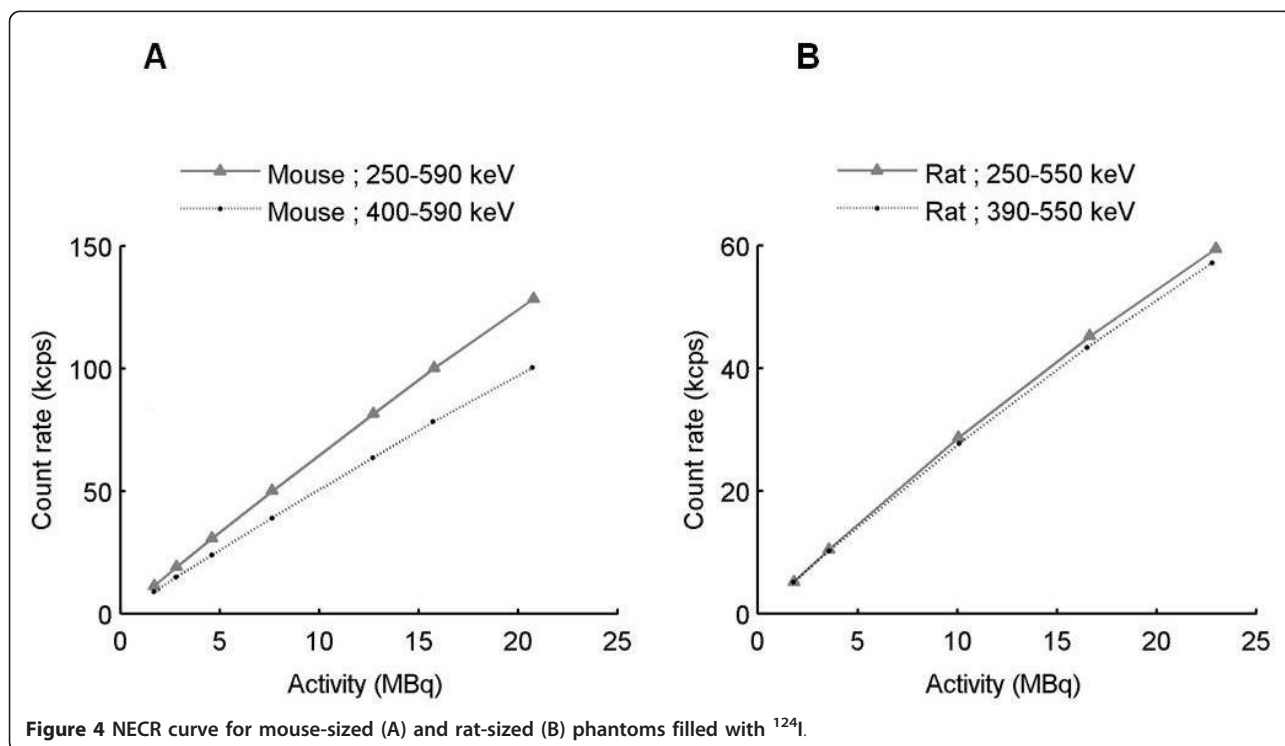 A
B
Mouse ; 250-590 keV
Mouse ; 400-590 keV
Rat ; 250-550 keV
Rat ; 390-550 keV
150
100
50
0
Count rate (kcps)
0 5 10 15 20 25
Activity (MBq)
60
40
20
0
Count rate (kcps)
0 5 10 15 20 25
Activity (MBq)
Figure 4 NECR curve for mouse-sized (A) and rat-sized (B) phantoms filled with ¹²⁴I.